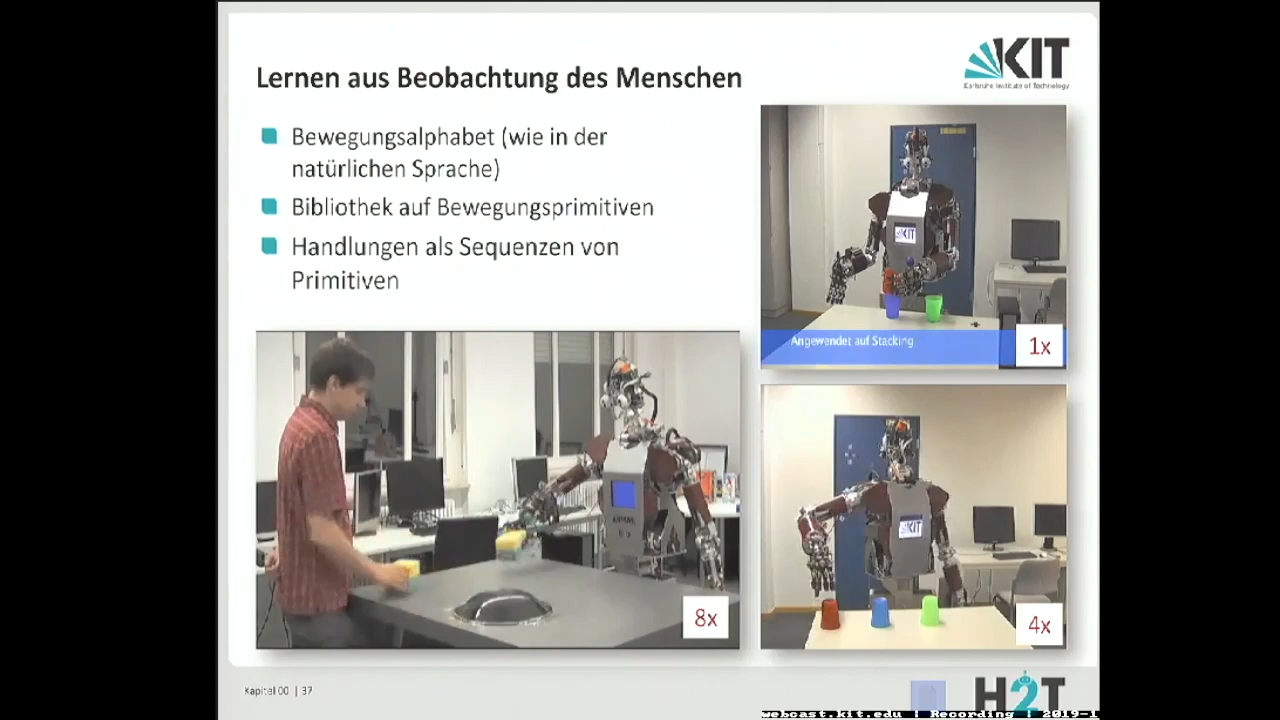 KIT
Karlsruhe Institute of Technology
Lernen aus Beobachtung des Menschen
Bewegungsalphabet (wie in der
natürlichen Sprache)
Bibliothek auf Bewegungsprimitiven
Handlungen als Sequenzen von
Primitiven
KIT
Angewendet auf Stacking
1x
8x
KIT
4x
Kapitel 00 | 37
H2T
webcast.kit.edu | Recording | 2019-1